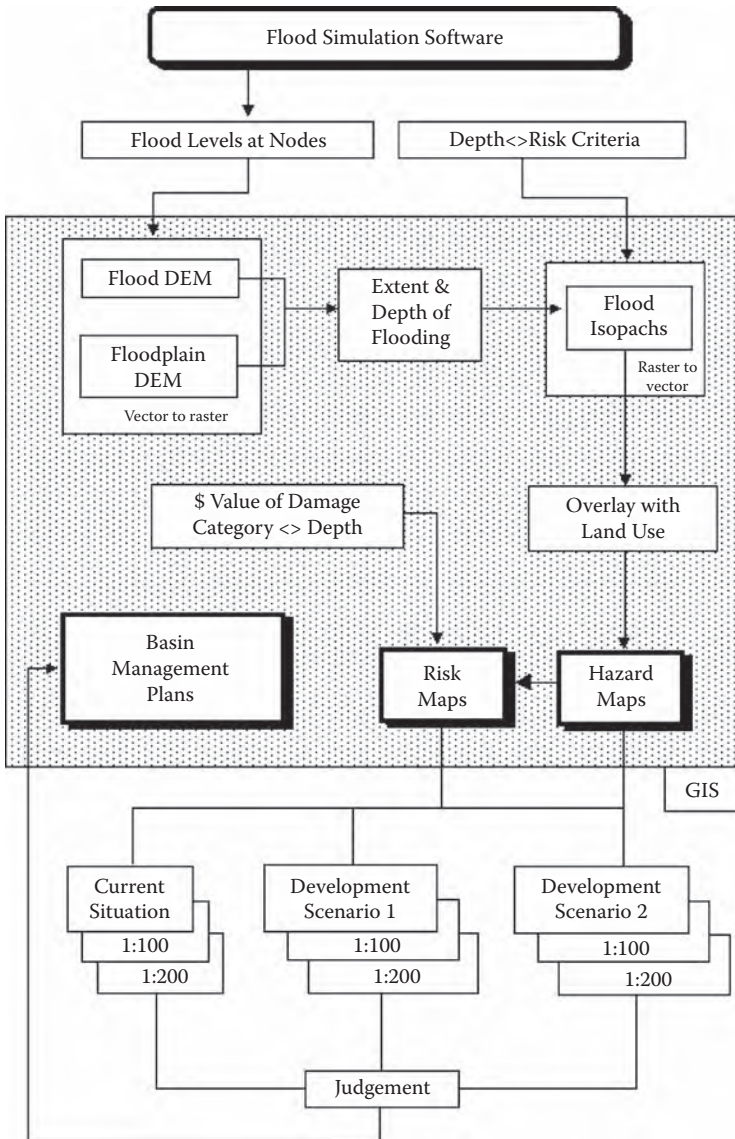 Flood Simulation Software
Flood Levels at Nodes
Depth<>Risk Criteria
Flood DEM
Floodplain
DEM
Vector to raster
Extent &
Depth of
Flooding
Flood
Isopachs
Raster to
vector
$ Value of Damage
Category <> Depth
Overlay with
Land Use
Basin
Management
Plans
Risk
Maps
Hazard
Maps
GIS
Current
Situation
1:100
1:200
Development
Scenario 1
1:100
1:200
Development
Scenario 2
1:100
1:200
Judgement